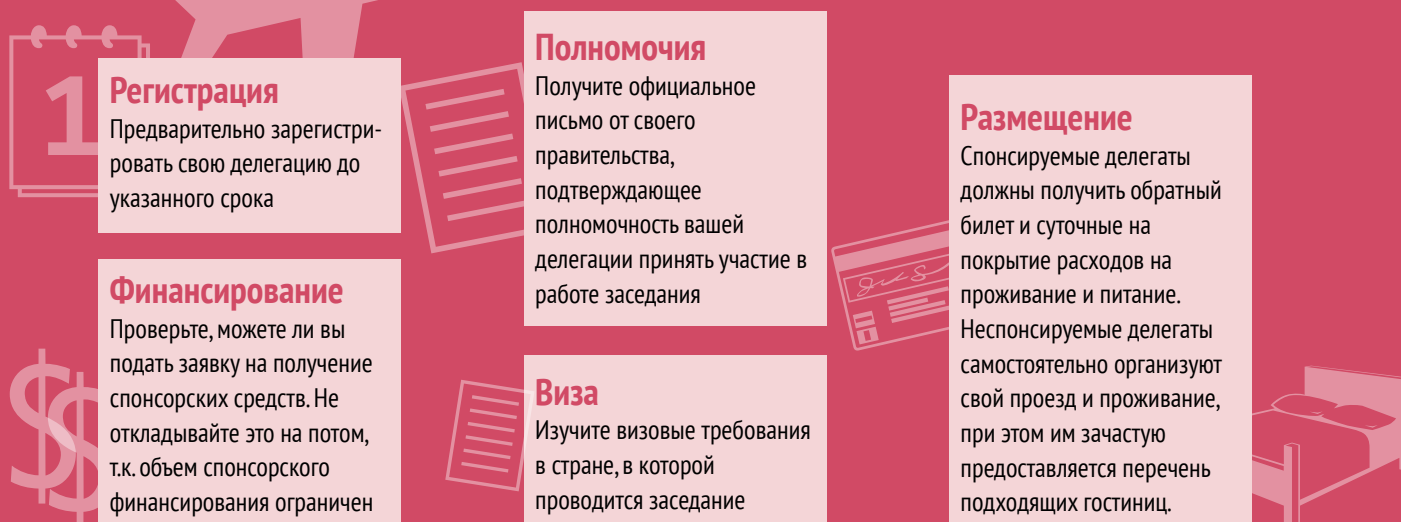 1
Регистрация
Предварительно зарегистри-
ровать свою делегацию до
указанного срока
Финансирование
Проверьте, можете ли вы
подать заявку на получение
спонсорских средств. Не
откладывайте это на потом,
т.к. объем спонсорского
финансирования ограничен
$$
Полномочия
Получите официальное
письмо от своего
правительства,
подтверждающее
полномочность вашей
делегации принять участие в
работе заседания
Виза
Изучите визовые требования
в стране, в которой
проводится заседание
Размещение
Спонсируемые делегаты
должны получить обратный
билет и суточные на
покрытие расходов на
проживание и питание.
Неспонсируемые делегаты
самостоятельно организуют
свой проезд и проживание,
при этом им зачастую
предоставляется перечень
подходящих гостиниц.